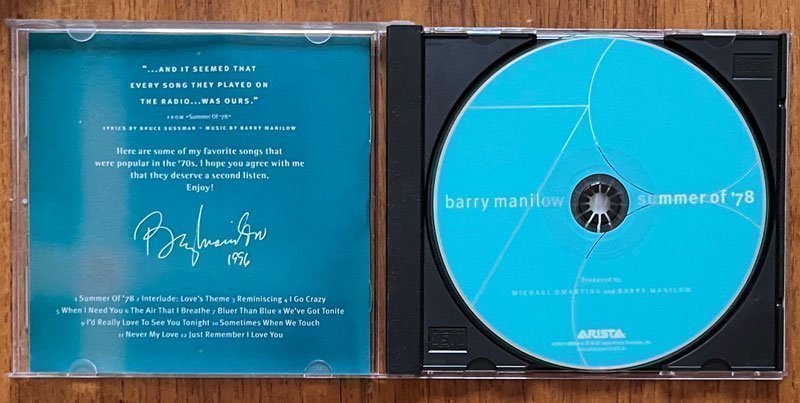 "...AND IT SEEMED THAT
EVERY SONG THEY PLAYED ON
THE RADIO...WAS OURS."
FROM "Summer Of '78"
LYRICS BY BRUCE SUSSMAN – MUSIC BY BARRY MANILOW
Here are some of my favorite songs that
were popular in the '70s. I hope you agree with me
that they deserve a second listen.
Enjoy!
Barry Manilow
1996
1 Summer Of '78 2 Interlude: Love's Theme 3 Reminiscing 4 I Go Crazy
5 When I Need You 6 The Air That I Breathe 7 Bluer Than Blue 8 We've Got Tonite
9 I'd Really Love To See You Tonight 10 Sometimes When We Touch
11 Never My Love 12 Just Remember I Love You
barry manilow summer of '78
Produced by
MICHAEL OMARTIAN and BARRY MANILOW
ARISTA